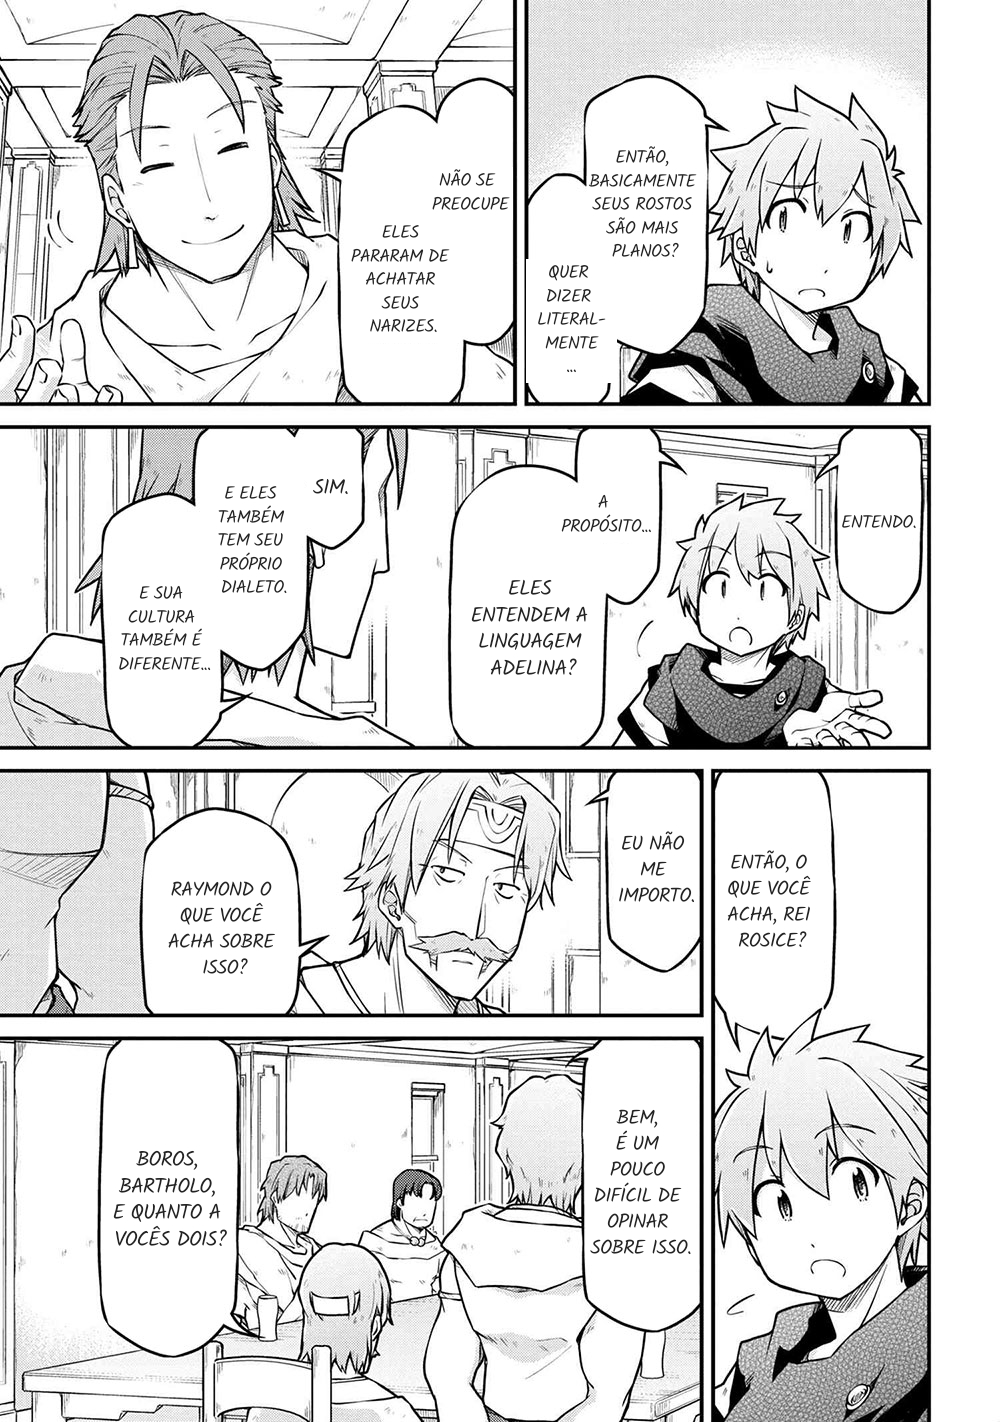 ENTÃO,
BASICAMENTE
SEUS ROSTOS
SÃO MAIS
PLANOS?
QUER
DIZER
LITERAL-
MENTE
...
NÃO SE
PREOCUPE
ELES
PARARAM DE
ACHATAR
SEUS
NARIZES.
ENTENDO.
A
PROPÓSITO...
ELES
ENTENDEM A
LINGUAGEM
ADELINA?
SIM.
E ELES
TAMBÉM
TEM SEU
PRÓPRIO
DIALETO.
E SUA
CULTURA
TAMBÉM É
DIFERENTE...
ENTÃO, O
QUE VOCÊ
ACHA, REI
ROSICE?
EU NÃO
ME
IMPORTO.
RAYMOND O
QUE VOCÊ
ACHA SOBRE
ISSO?
BEM,
É UM
POUCO
DIFÍCIL DE
OPINAR
SOBRE ISSO.
BOROS,
BARTHOLO,
E QUANTO A
VOCÊS DOIS?